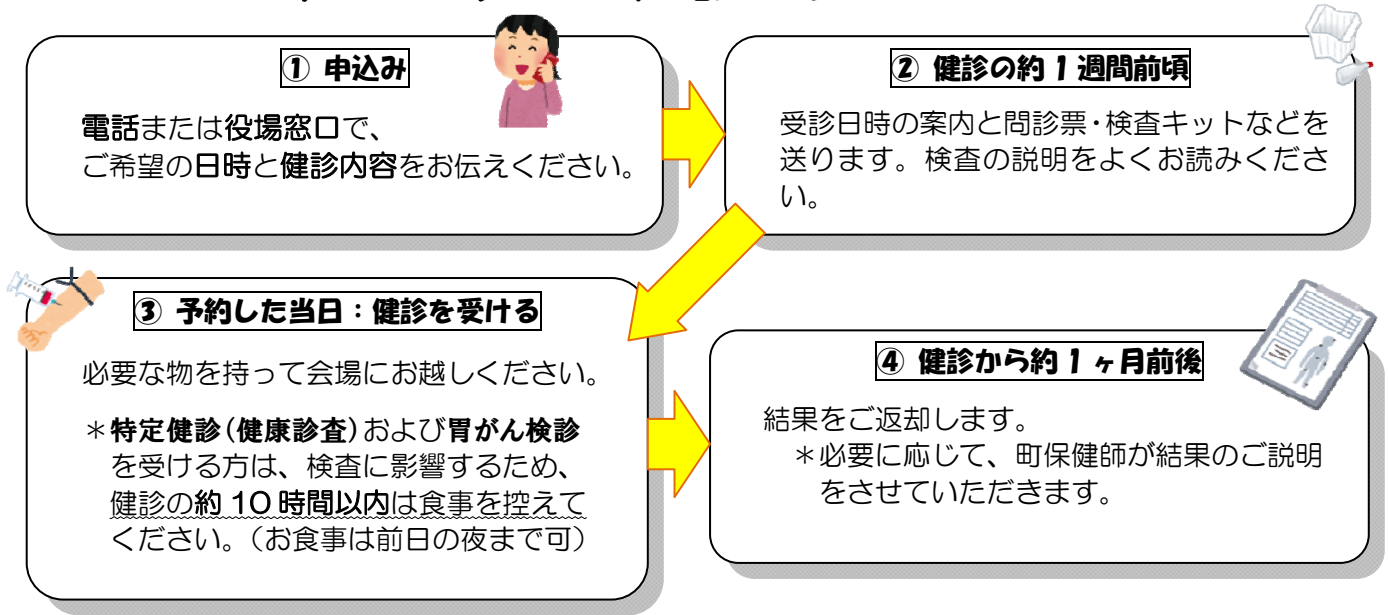 ① 申込み
電話または役場窓口で、
ご希望の日時と健診内容をお伝えください。
② 健診の約1週間前頃
受診日時の案内と問診票・検査キットなどを
送ります。検査の説明をよくお読みくださ
い。
③ 予約した当日：健診を受ける
必要な物を持って会場にお越しください。
＊特定健診（健康診査）および胃がん検診
を受ける方は、検査に影響するため、
健診の約10時間以内は食事を控えて
ください。（お食事は前日の夜まで可）
④ 健診から約1ヶ月前後
結果をご返却します。
＊必要に応じて、町保健師が結果のご説明
をさせていただきます。